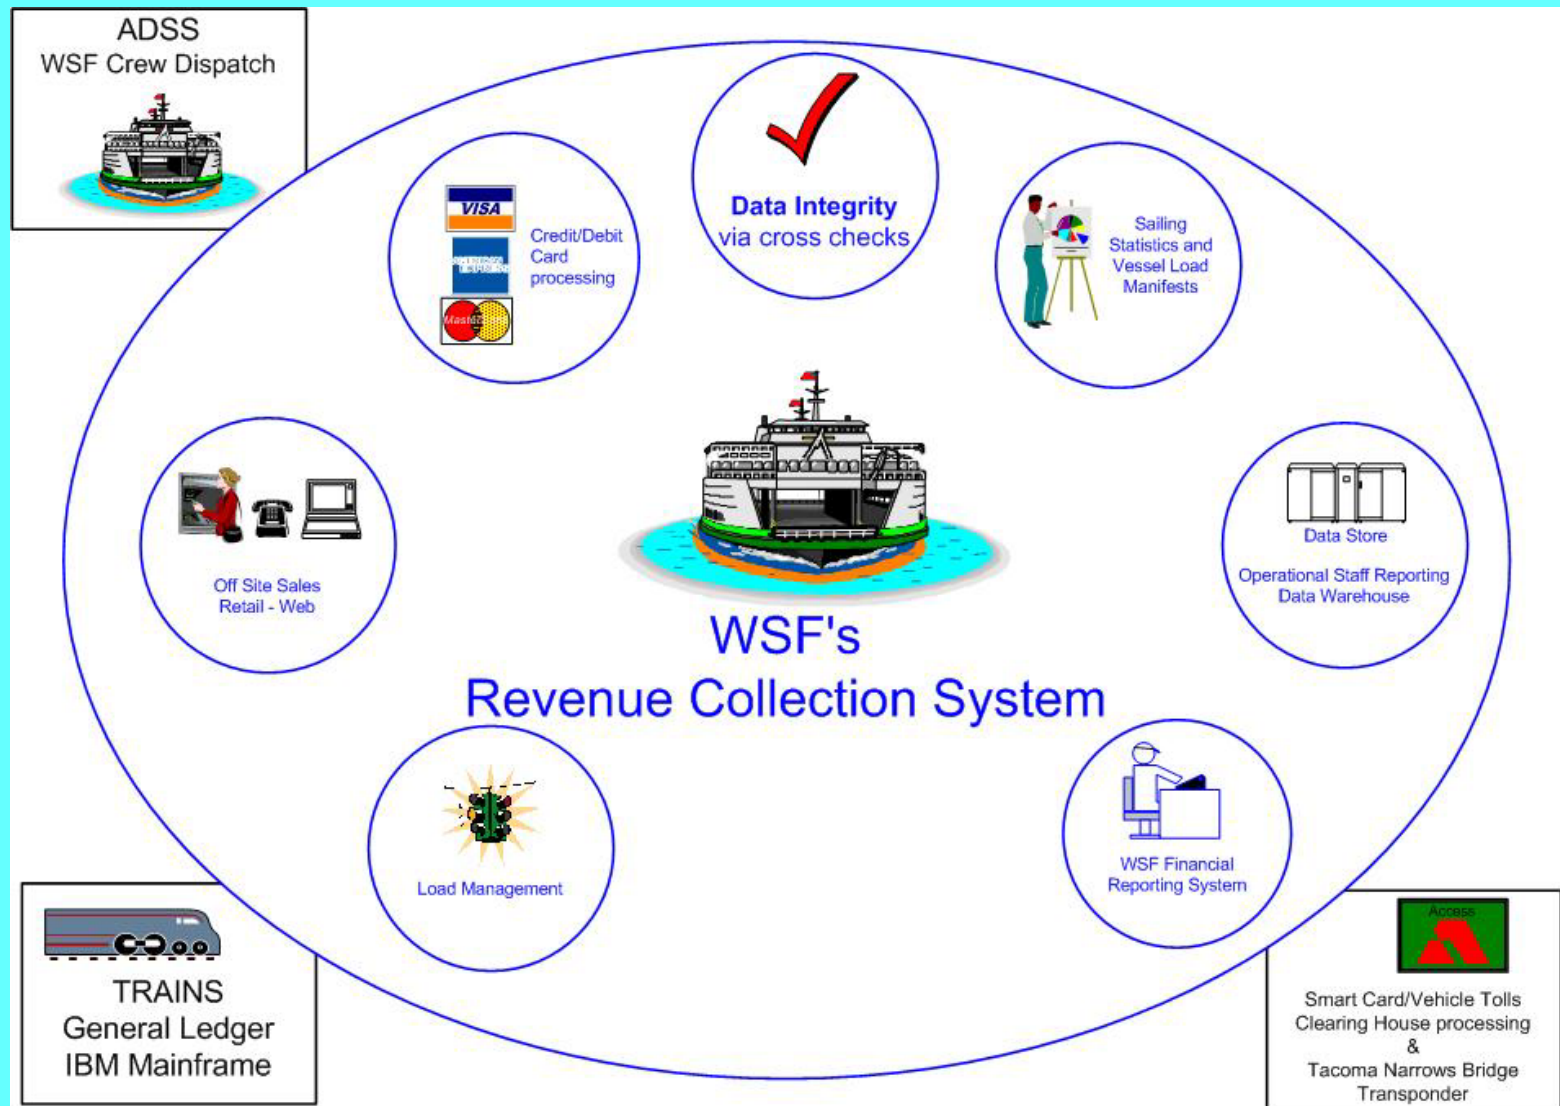 ADSS
WSF Crew Dispatch
VISA
AMERICAN
EXPRESS
MasterCard
Credit/Debit
Card
processing
Data Integrity
via cross checks
Sailing
Statistics and
Vessel Load
Manifests
Off Site Sales
Retail - Web
Data Store
Operational Staff Reporting
Data Warehouse
WSF's
Revenue Collection System
Load Management
WSF Financial
Reporting System
TRAINS
General Ledger
IBM Mainframe
Access
Smart Card/Vehicle Tolls
Clearing House processing
&
Tacoma Narrows Bridge
Transponder